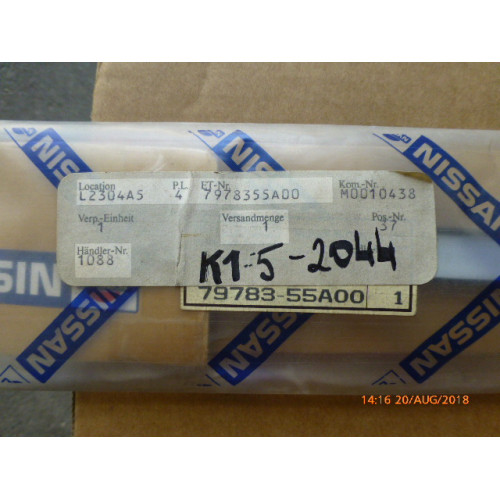 NISSAN
NISSAN
NISSAN
NISSAN
Location P.L. ET-Nr. Kom.-Nr.
L2304A5 4 7978355A00 M0010438
Verp.-Einheit Versandmenge Pos-Nr.
1 1 37
Händler-Nr.
1088
K1-5-2044
79783-55A00 1
NISSAN
NISSAN
14:16 20/AUG/2018